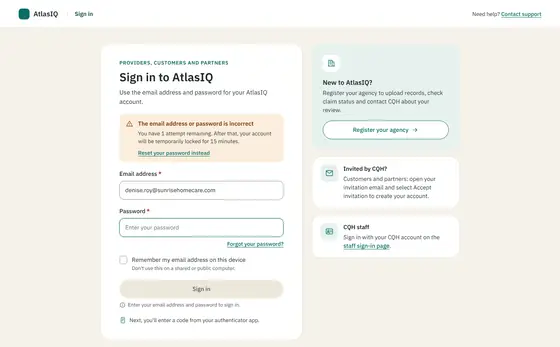 AtlasIQ
Sign in
Need help? Contact support
PROVIDERS, CUSTOMERS AND PARTNERS
Sign in to AtlasIQ
Use the email address and password for your AtlasIQ
account.
The email address or password is incorrect
You have 1 attempt remaining. After that, your account
will be temporarily locked for 15 minutes.
Reset your password instead
Email address *
denise.roy@sunrisehomecare.com
Password *
Enter your password
Forgot your password?
Remember my email address on this device
Don't use this on a shared or public computer.
Sign in
Enter your email address and password to sign in.
Next, you'll enter a code from your authenticator app.
New to AtlasIQ?
Register your agency to upload records, check
claim status and contact CQH about your
review.
Register your agency →
Invited by CQH?
Customers and partners: open your
invitation email and select Accept
invitation to create your account.
CQH staff
Sign in with your CQH account on the
staff sign-in page.